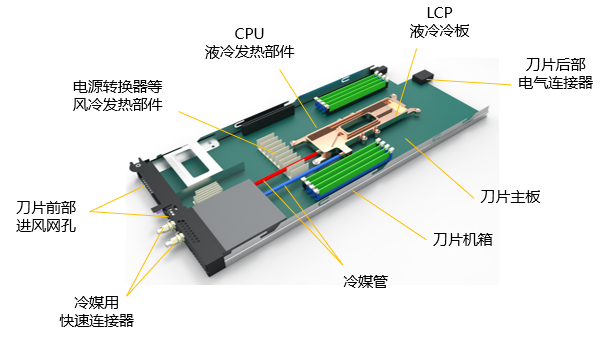 CPU
液冷发热部件
LCP
液冷冷板
刀片后部
电气连接器
电源转换器等
风冷发热部件
刀片前部
进风网孔
刀片主板
刀片机箱
冷媒管
冷媒用
快速连接器